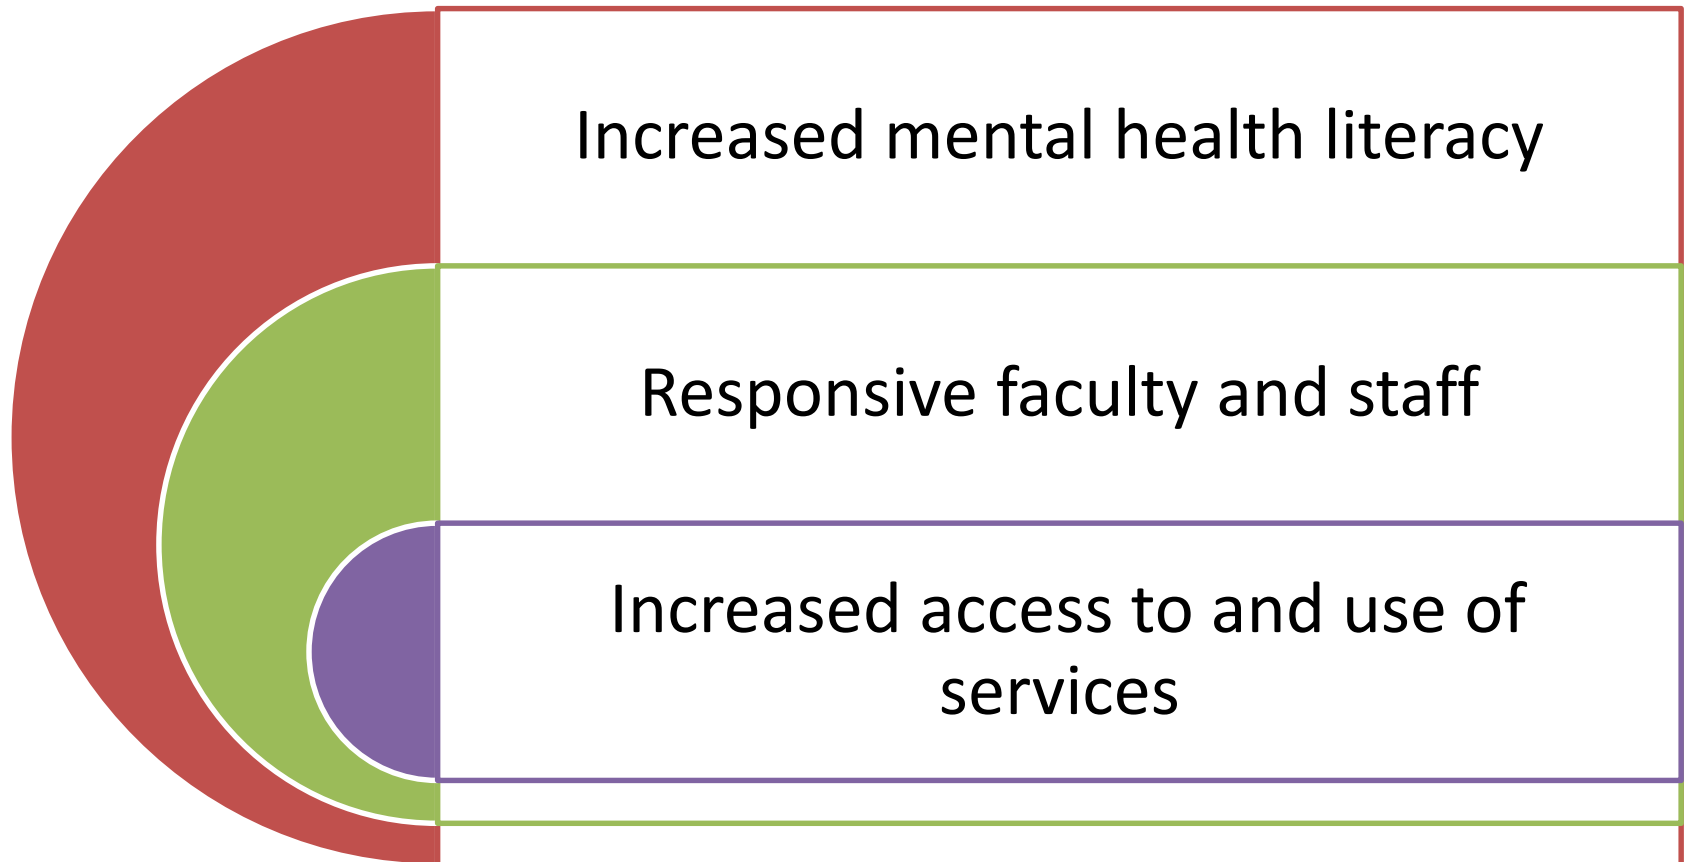 Increased mental health literacy
Responsive faculty and staff
Increased access to and use of
services